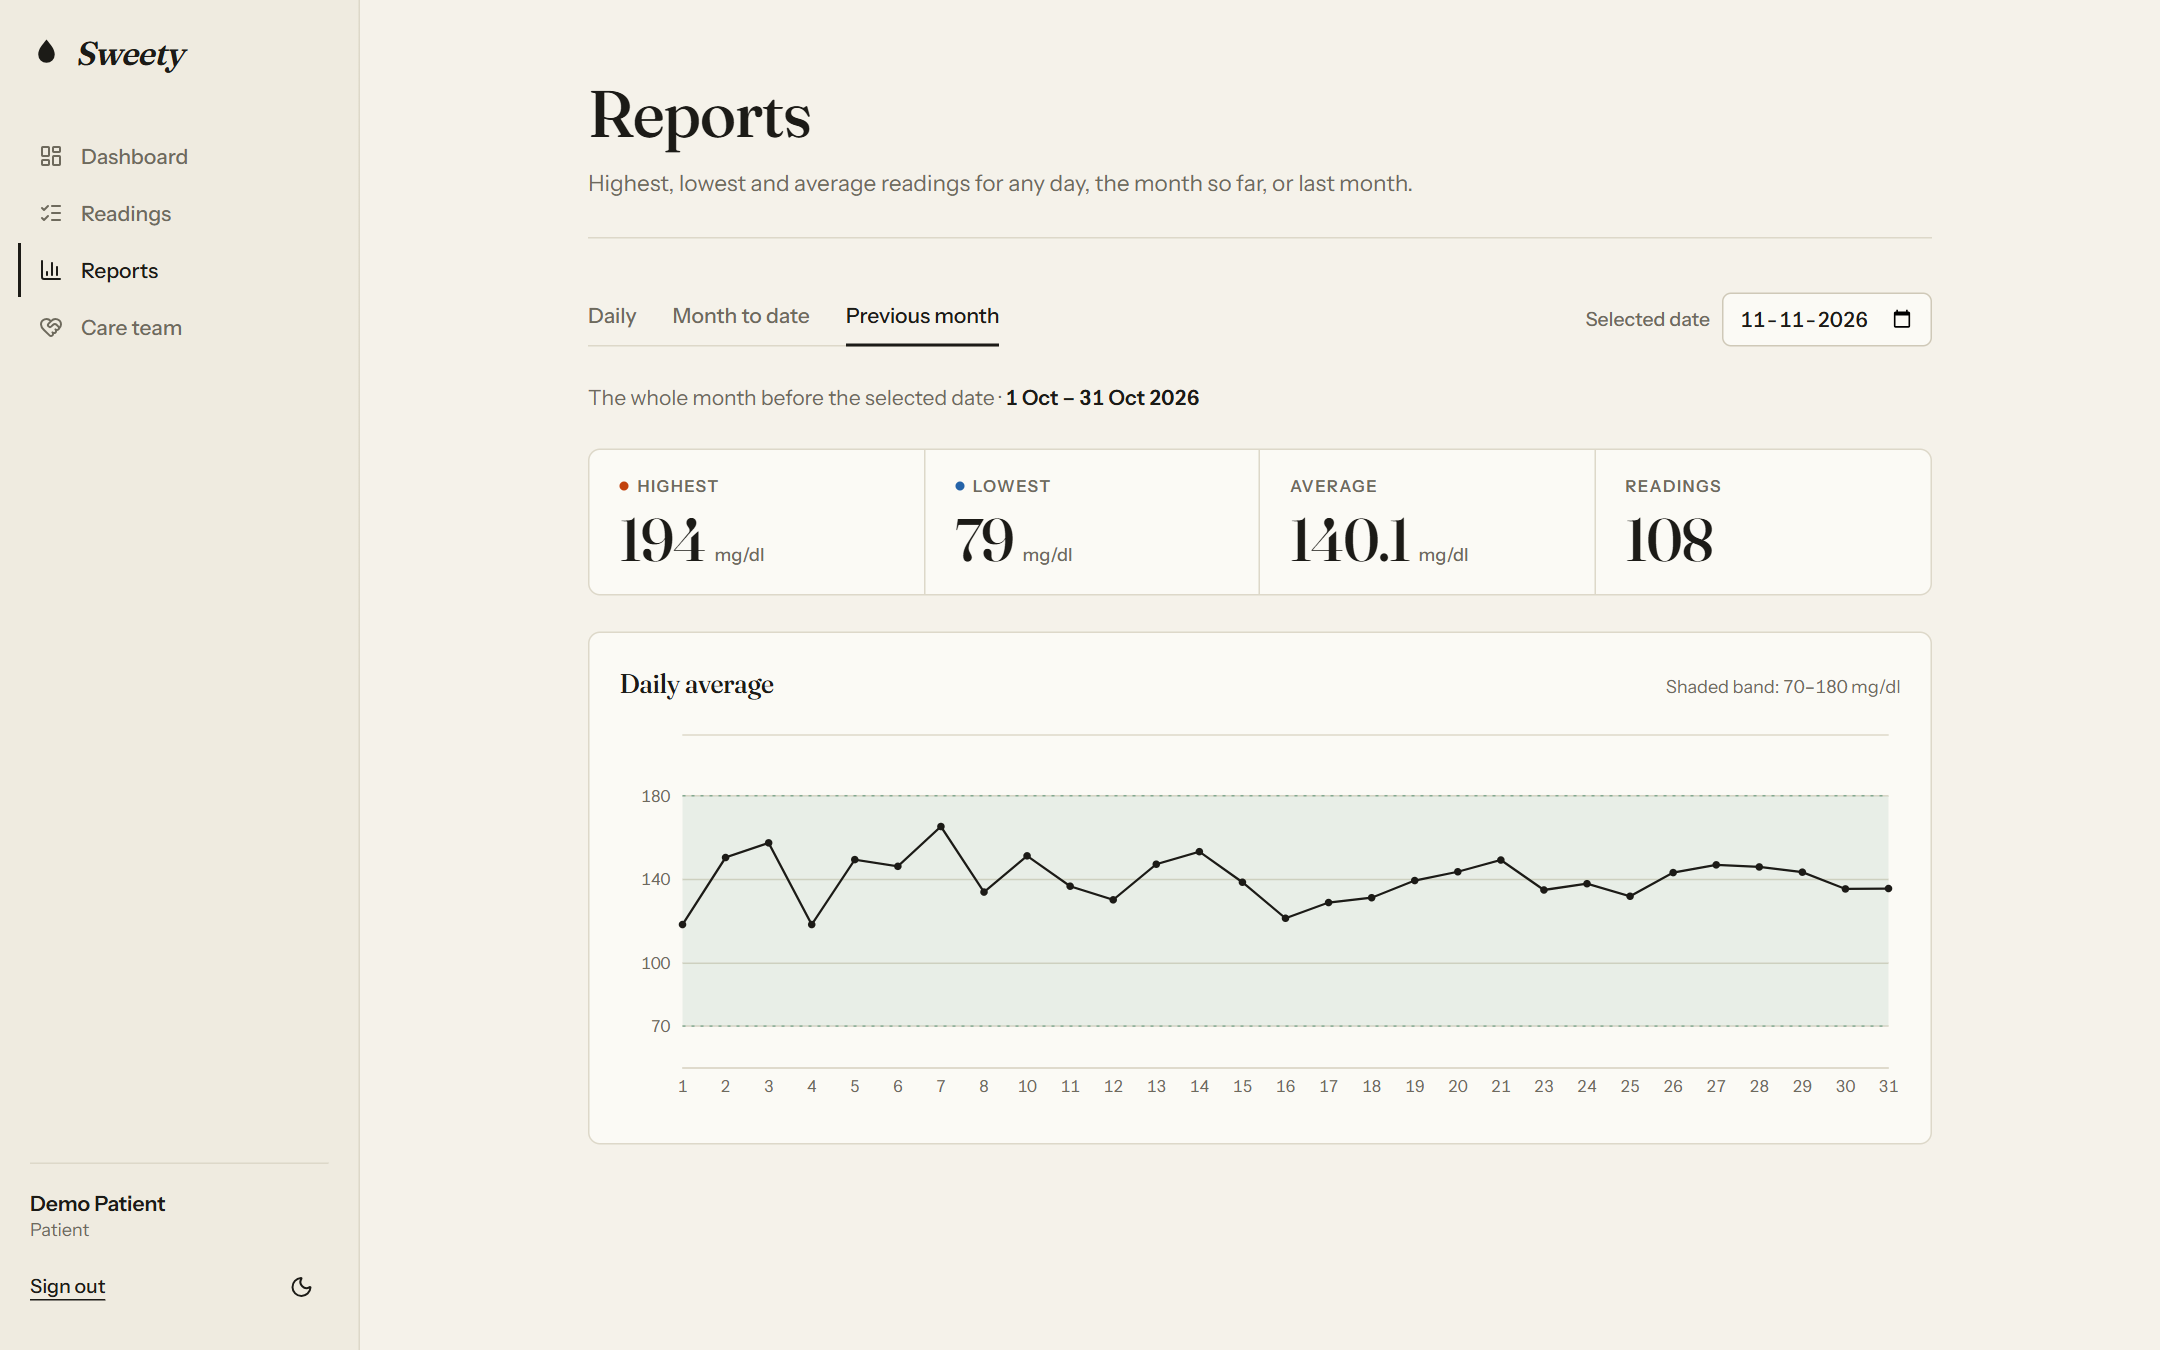 Sweety
Dashboard
Readings
Reports
Care team
Demo Patient
Patient
Sign out
Reports
Highest, lowest and average readings for any day, the month so far, or last month.
Daily Month to date Previous month
Selected date 11-11-2026
The whole month before the selected date · 1 Oct – 31 Oct 2026
HIGHEST LOWEST AVERAGE READINGS
194 mg/dl 79 mg/dl 140.1 mg/dl 108
Daily average
Shaded band: 70–180 mg/dl
180
140
100
70
1 2 3 4 5 6 7 8 10 11 12 13 14 15 16 17 18 19 20 21 23 24 25 26 27 28 29 30 31